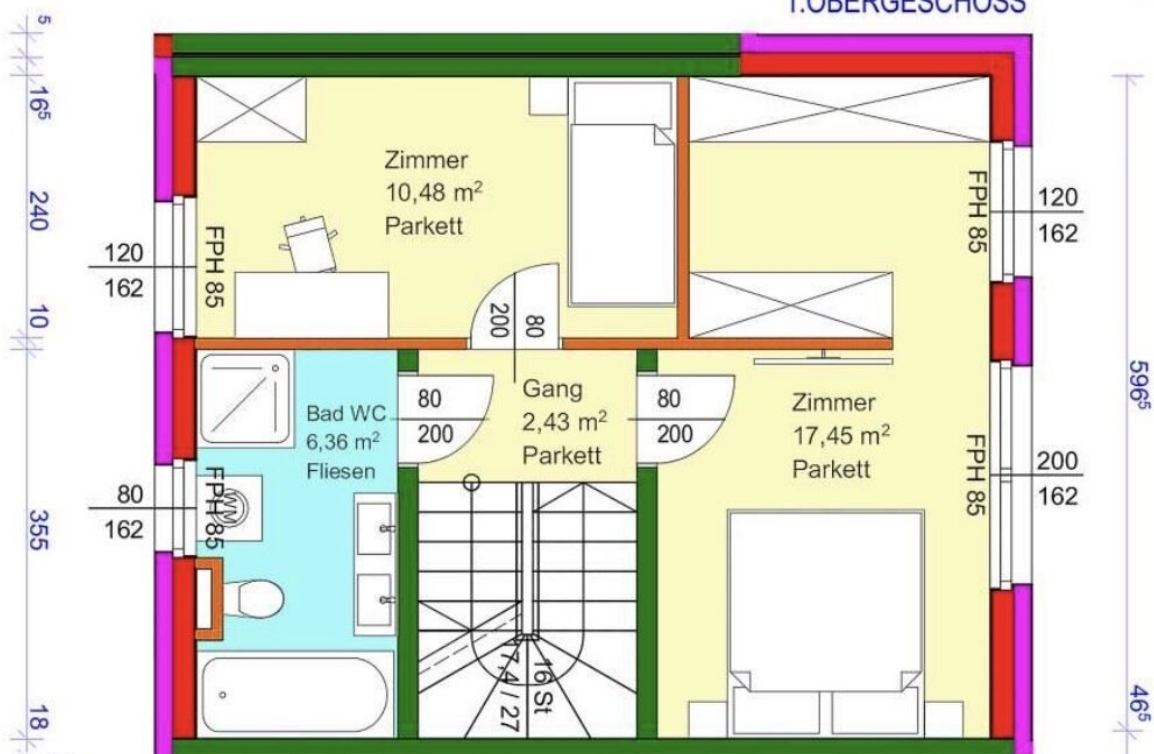 1.OBERGESCHOSS
5
16⁵
240
10
355
18
596⁵
46⁵
Zimmer
10,48 m²
Parkett
FPH 85
120
162
FPH 85
120
162
80
200
Bad WC
6,36 m²
Fliesen
80
200
Gang
2,43 m²
Parkett
80
200
Zimmer
17,45 m²
Parkett
FPH 85
200
162
FPH 85
80
162
WM
16 St
17,4 / 27